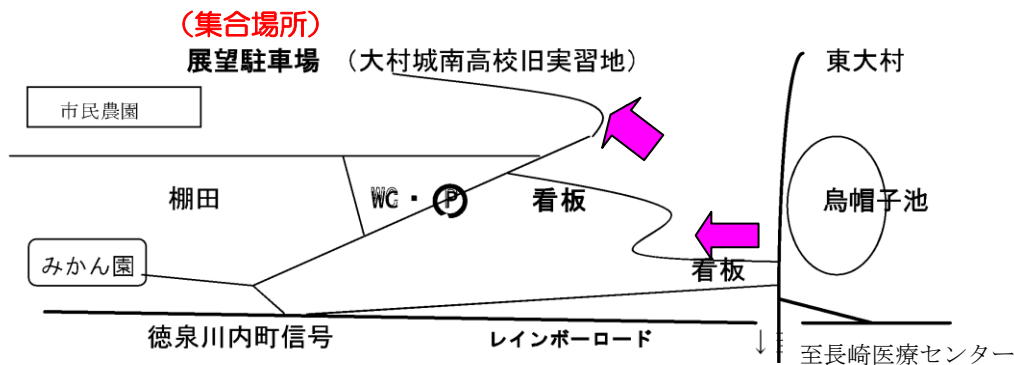 （集合場所）
展望駐車場 （大村城南高校旧実習地） 東大村
市民農園
棚田 WC・Ⓟ 看板 烏帽子池
みかん園 看板
徳泉川内町信号 レインボーロード ↓ 至長崎医療センター